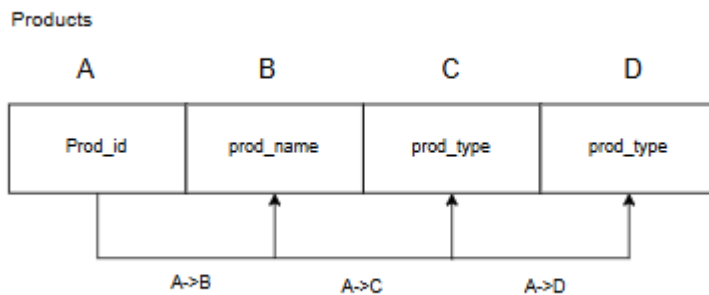 Products
A B C D
Prod_id prod_name prod_type prod_type
A->B A->C A->D